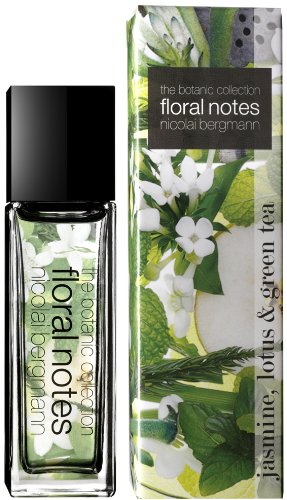 the botanic collection
floral notes
nicolai bergmann
jasmine, lotus & green tea
the botanic collection
floral notes
nicolai bergmann